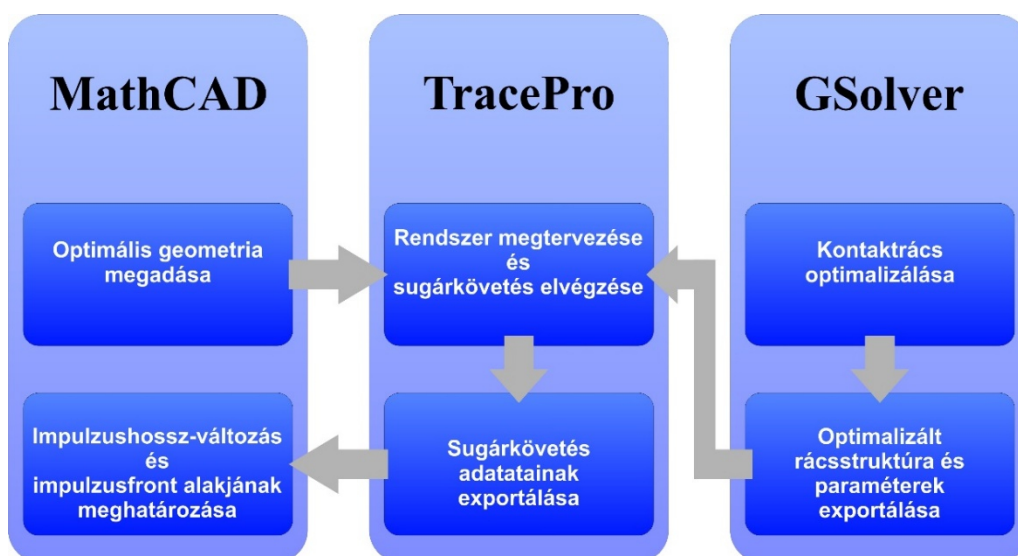 MathCAD
TracePro
GSolver
Optimális geometria
megadása
Rendszer megtervezése
és
sugárkövetés elvégzése
Kontaktrács
optimalizálása
Impulzushossz-változás
és
impulzusfront alakjának
meghatározása
Sugárkövetés
adatatainak
exportálása
Optimalizált
rácsstruktúra és
paraméterek
exportálása